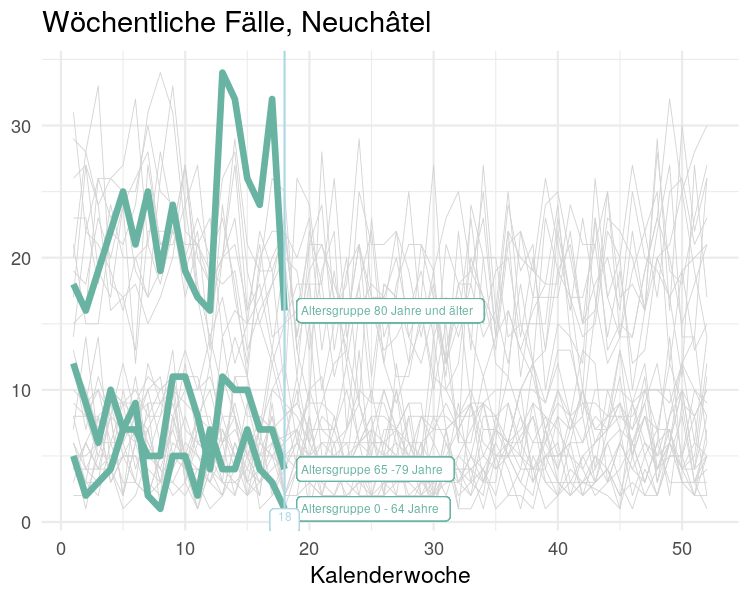 Wöchentliche Fälle, Neuchâtel
30
20
10
0
Altersgruppe 80 Jahre und älter
Altersgruppe 65 -79 Jahre
Altersgruppe 0 - 64 Jahre
18
0 10 20 30 40 50
Kalenderwoche